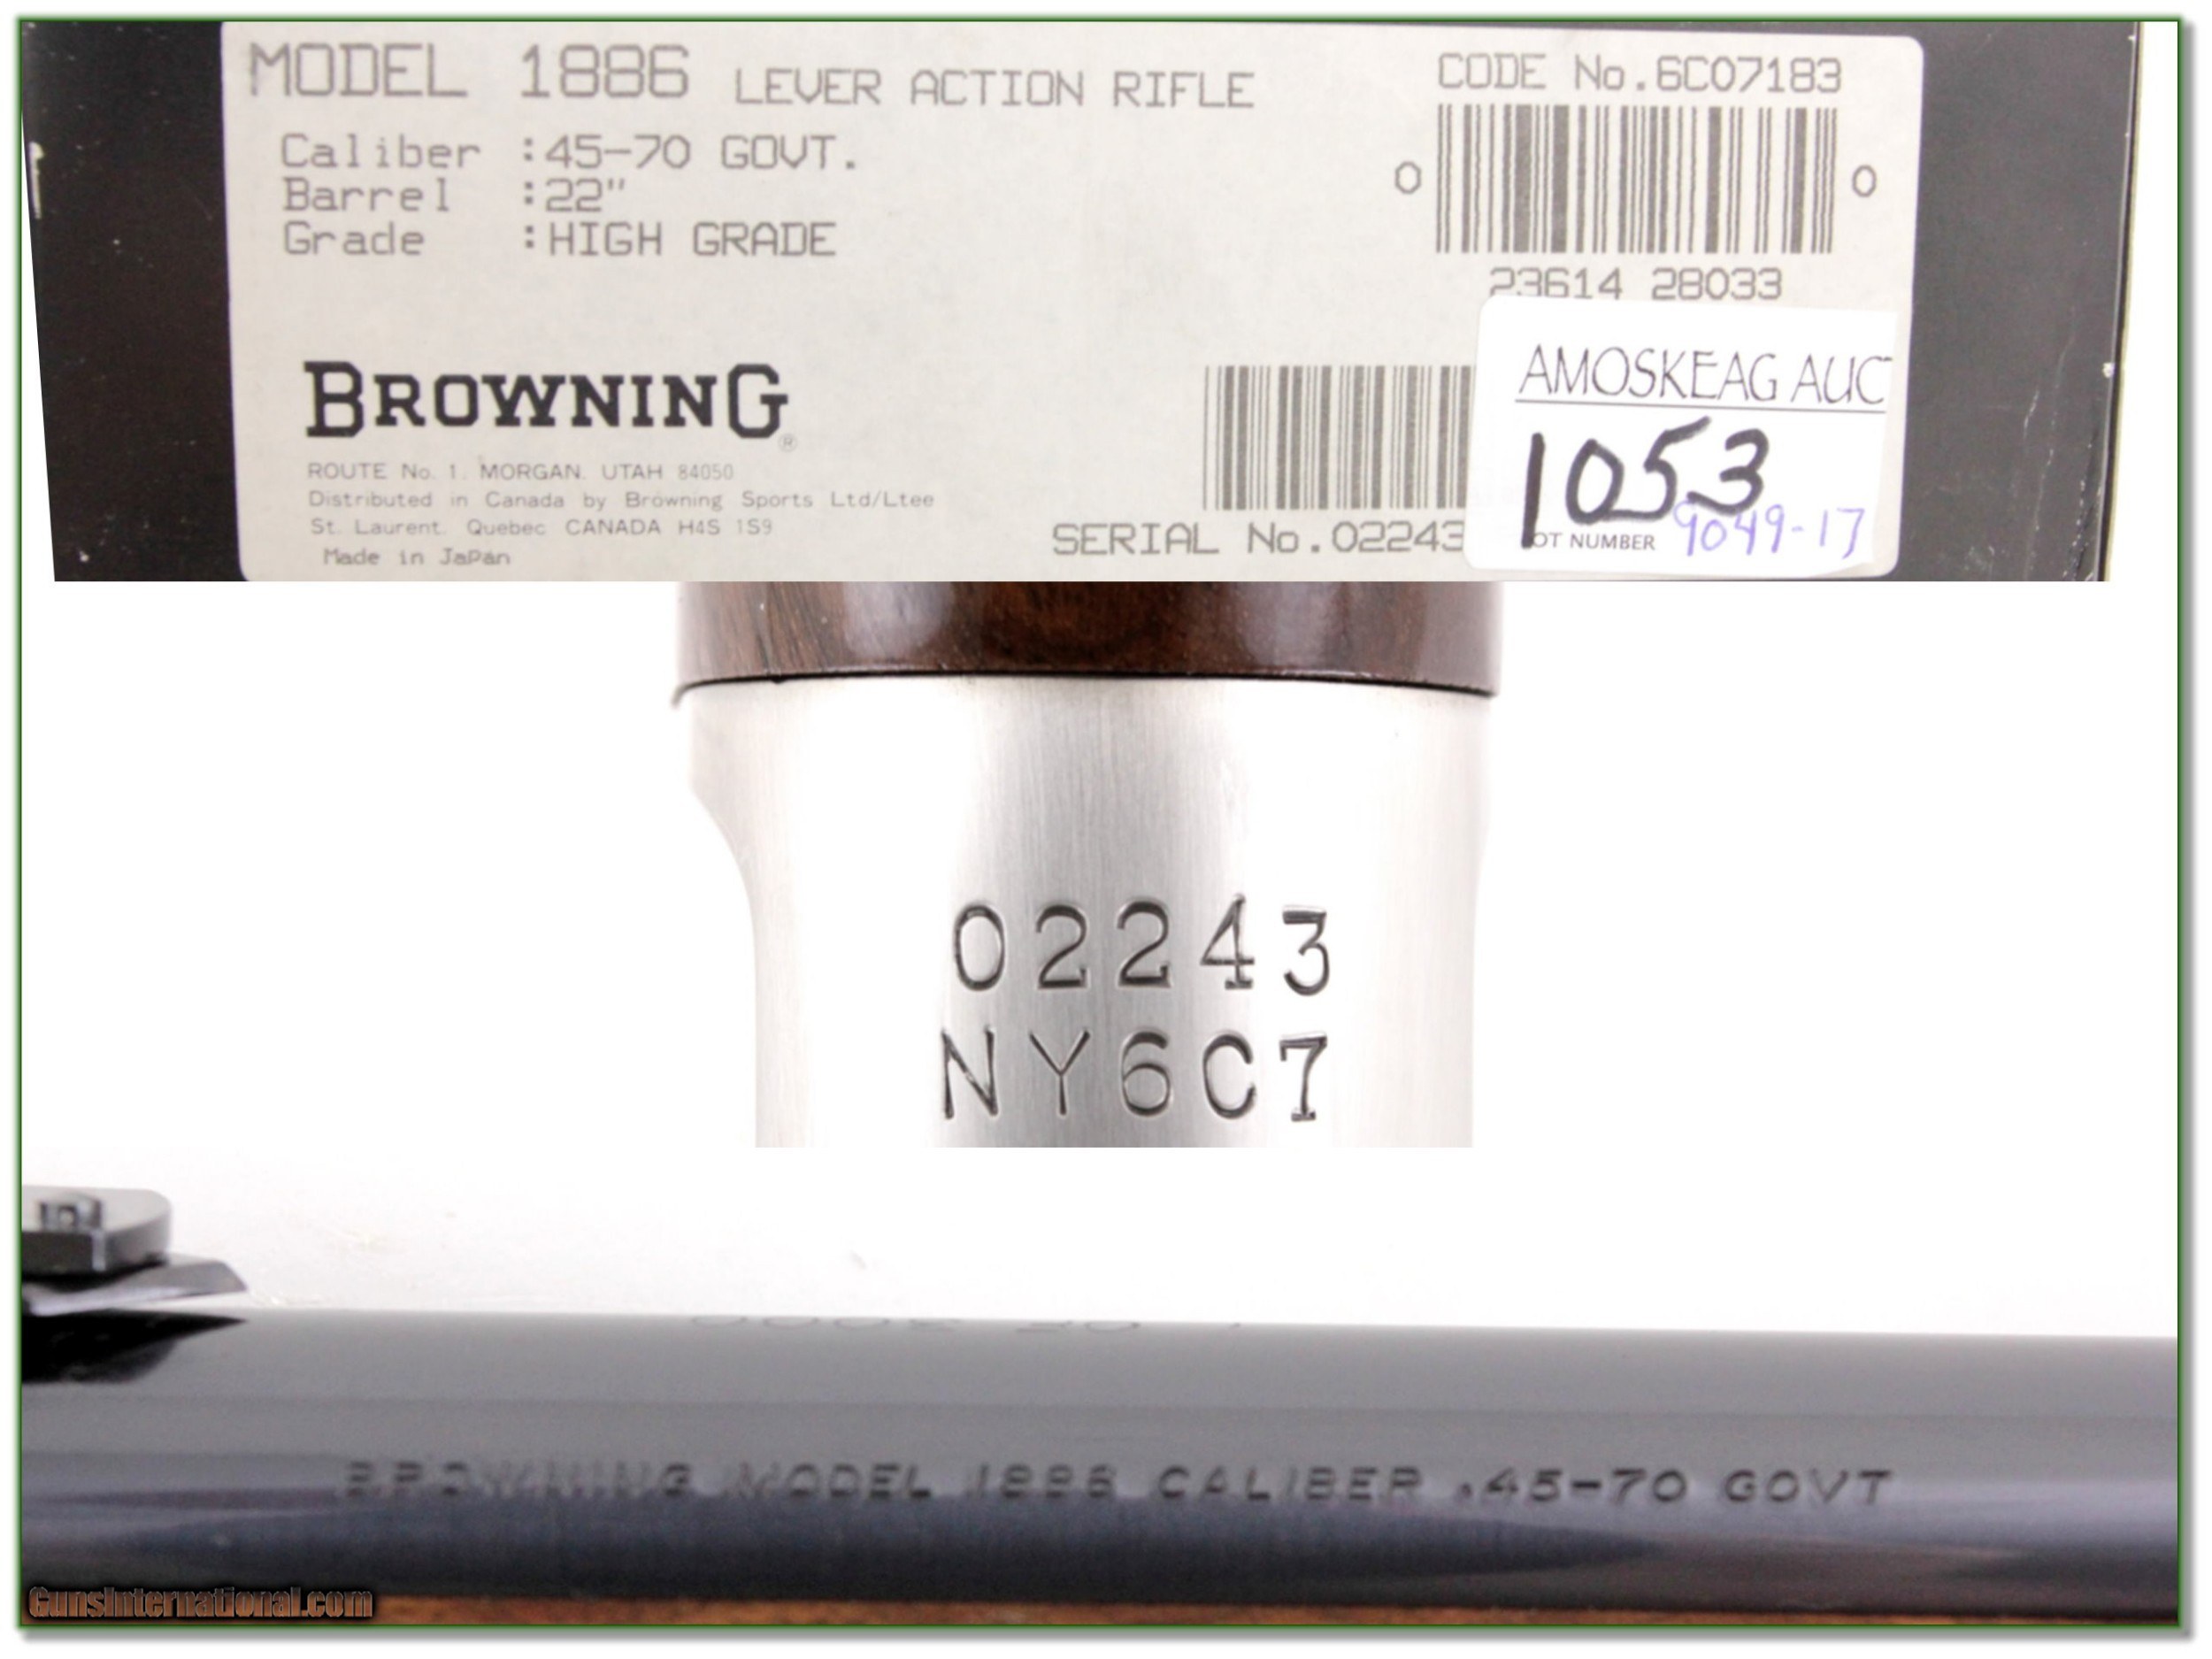 MODEL 1886 LEVER ACTION RIFLE
CODE No.6C07183
Caliber :45-70 GOVT.
Barrel :22"
Grade :HIGH GRADE
0 0
23614 28033
BROWNING®
ROUTE No. 1. MORGAN. UTAH 84050
Distributed in Canada by Browning Sports Ltd/Ltee
St. Laurent. Quebec CANADA H4S 1S9
Made in JaPan
SERIAL No.02243
AMOSKEAG AUC
1053
OT NUMBER 9049-17
02243
NY6C7
BROWNING MODEL 1886 CALIBER .45-70 GOVT
GunsInternational.com